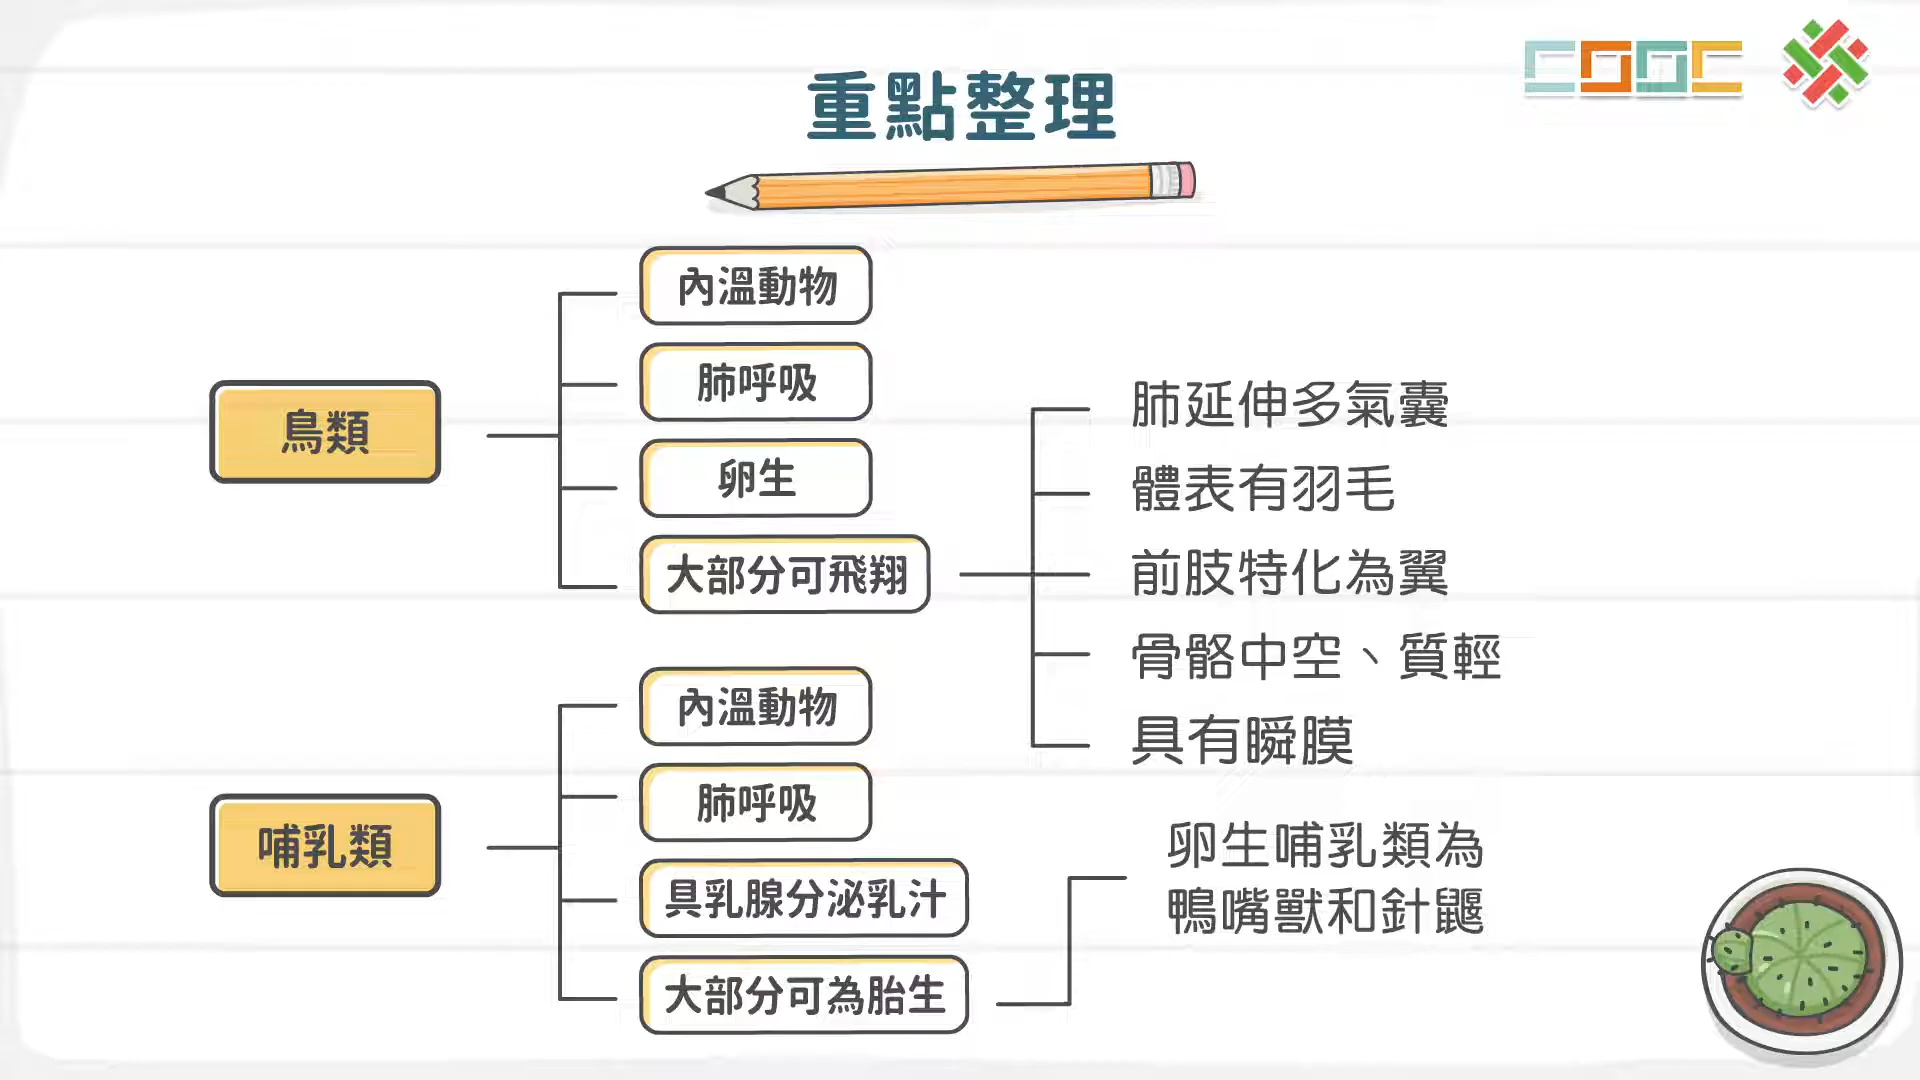 重點整理
鳥類
內溫動物
肺呼吸
卵生
大部分可飛翔
肺延伸多氣囊
體表有羽毛
前肢特化為翼
骨骼中空、質輕
具有瞬膜
哺乳類
內溫動物
肺呼吸
具乳腺分泌乳汁
大部分可為胎生
卵生哺乳類為
鴨嘴獸和針鼴